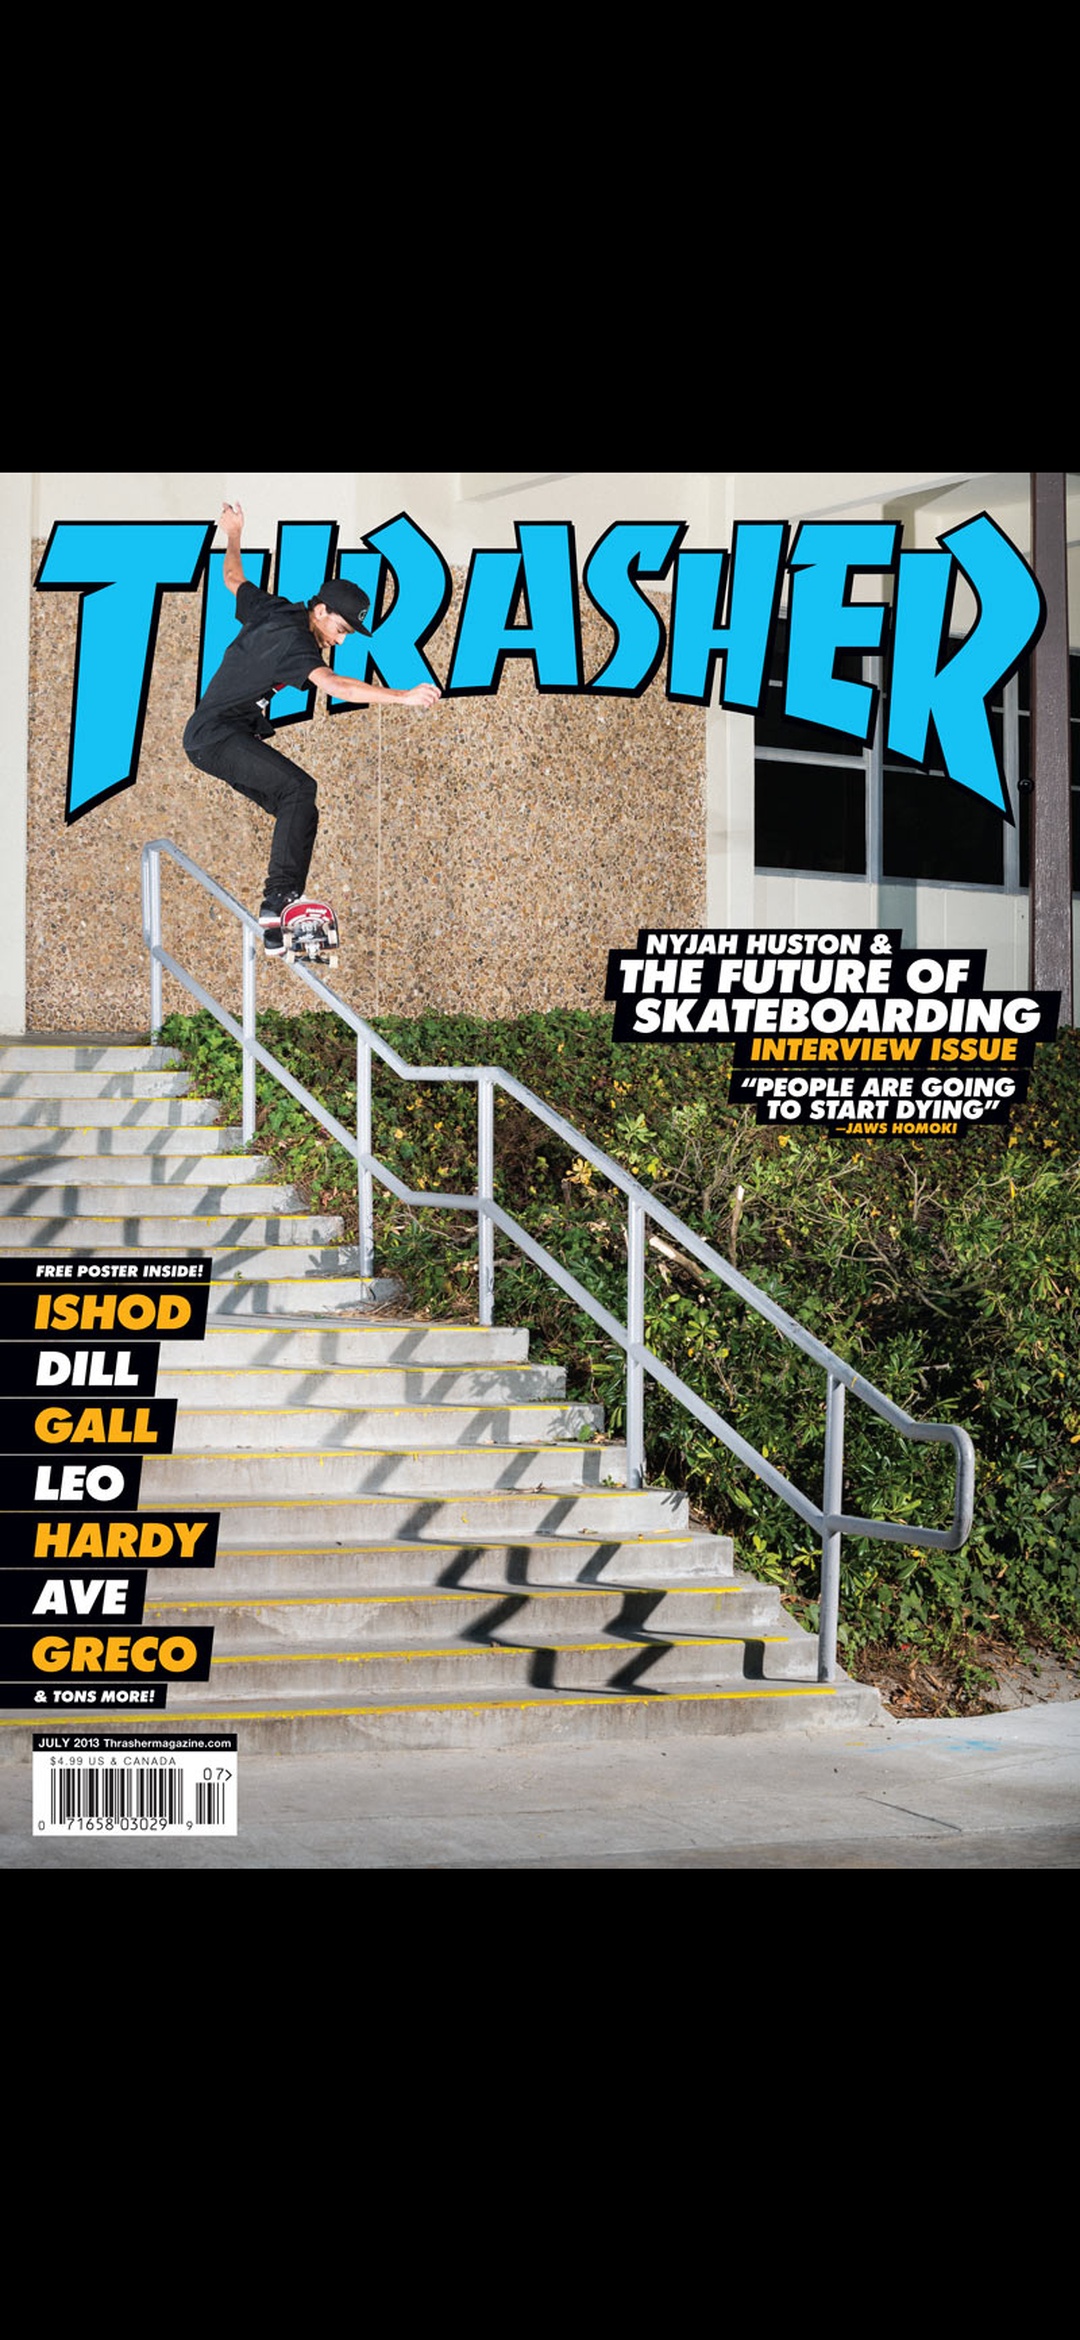 THRASHER
NYJAH HUSTON &
THE FUTURE OF
SKATEBOARDING
INTERVIEW ISSUE
“PEOPLE ARE GOING
TO START DYING”
–JAWS HOMOKI
FREE POSTER INSIDE!
ISHOD
DILL
GALL
LEO
HARDY
AVE
GRECO
& TONS MORE!
JULY 2013 Thrashermagazine.com
$4.99 US & CANADA
07>
0 71658 03029 9